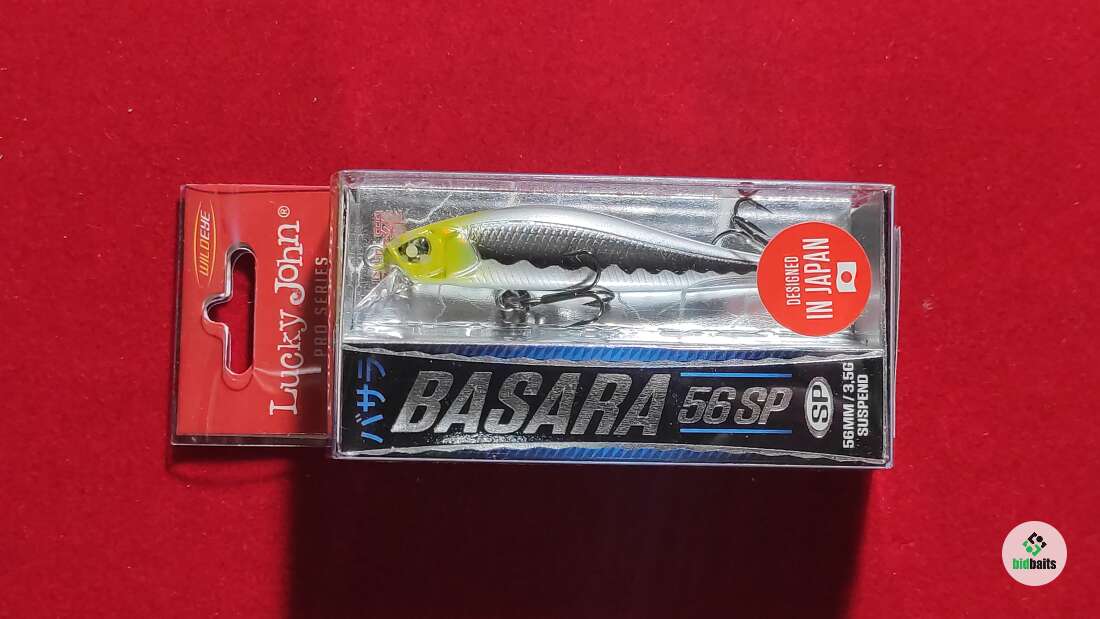 WILDEYE
Lucky John®
PRO SERIES
DESIGNED
IN JAPAN
バサラ
BASARA
56 SP
SP
56MM / 3.5G
SUSPEND
bidbaits